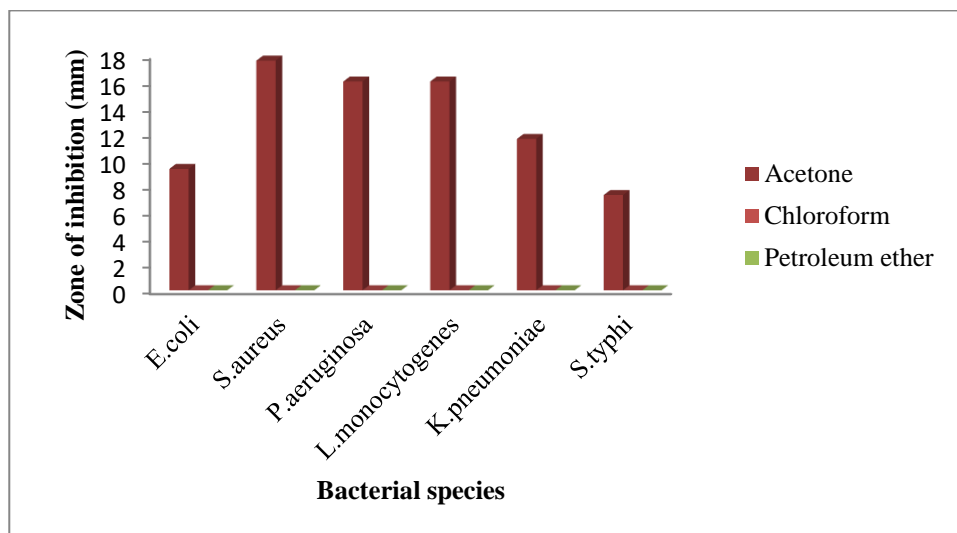 Zone of inhibition (mm)
18
16
14
12
10
8
6
4
2
0
E.coli
S.aureus
P.aeruginosa
L.monocytogenes
K.pneumoniae
S.typhi
Bacterial species
Acetone
Chloroform
Petroleum ether